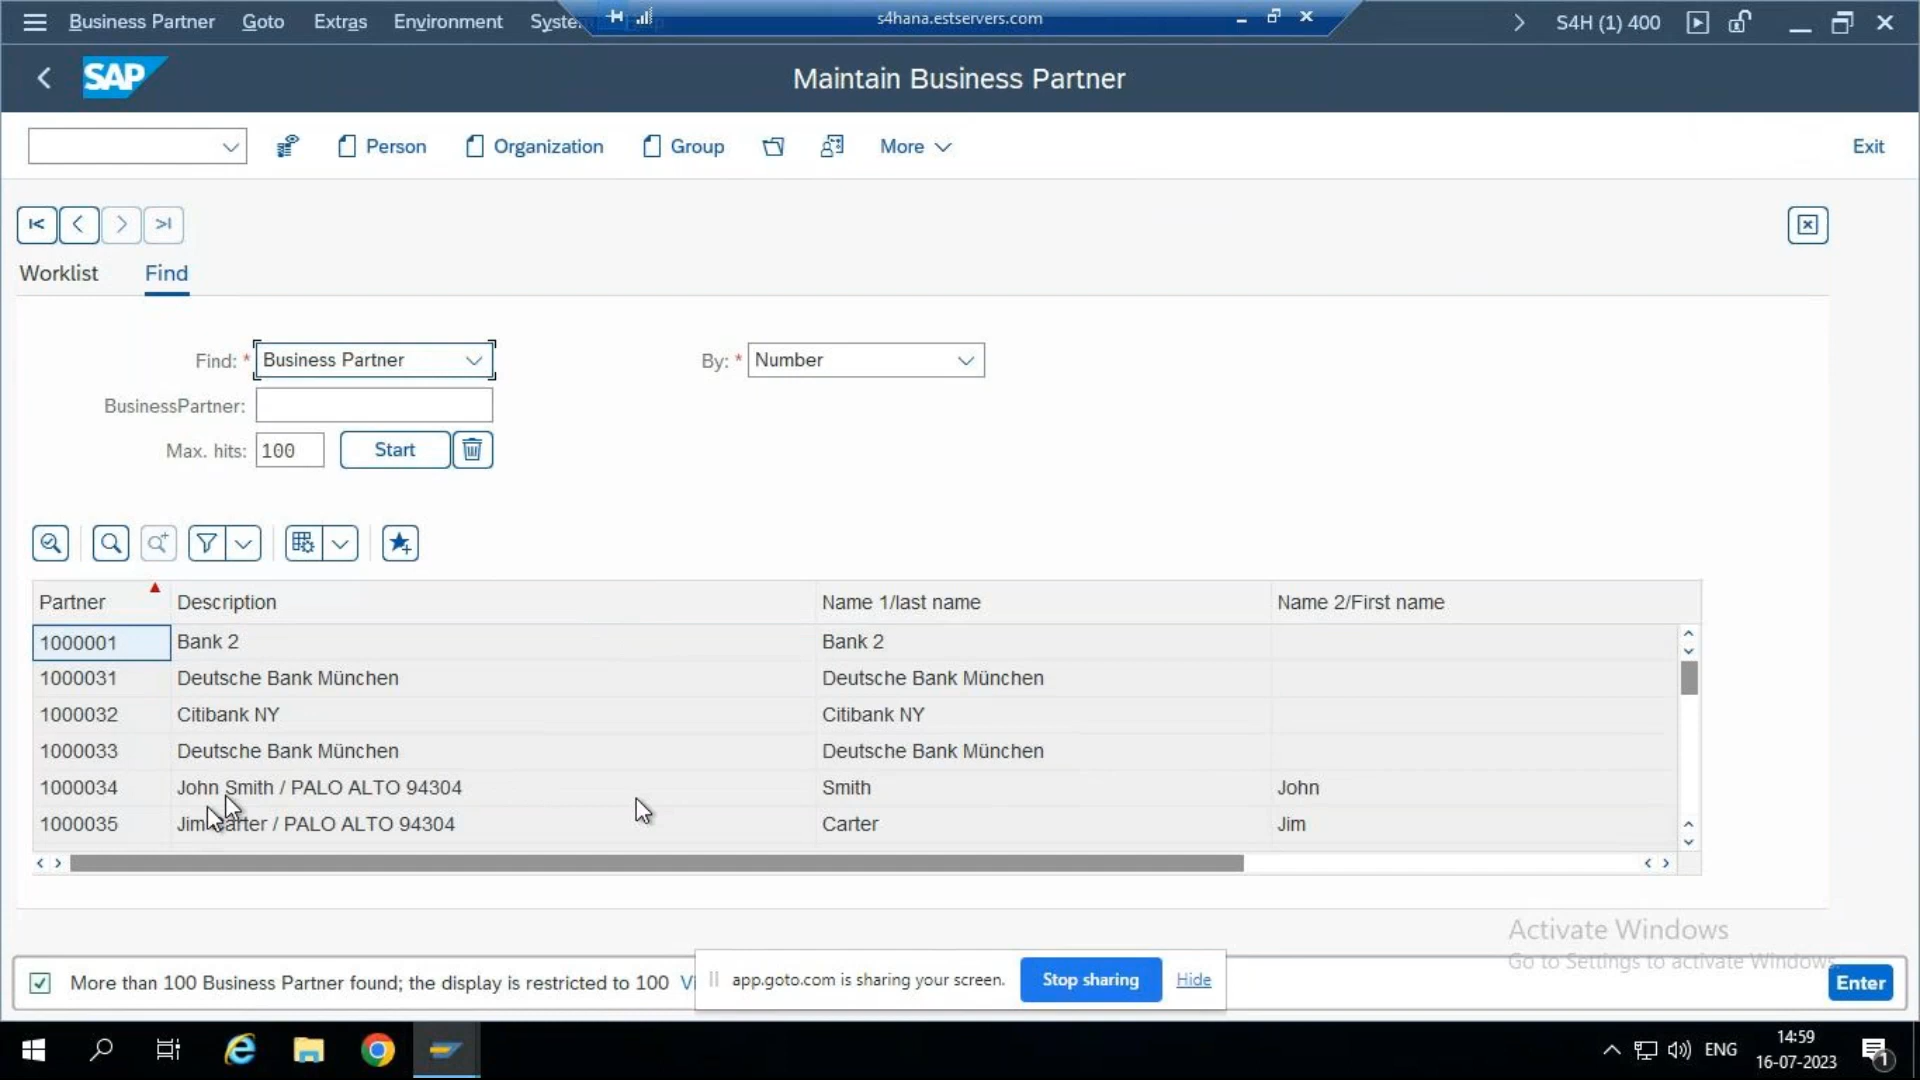 Business Partner Goto Extras Environment Syste s4hana.estservers.com S4H (1) 400
SAP Maintain Business Partner
Person Organization Group More Exit
Worklist Find
Find: * Business Partner By: * Number
BusinessPartner:
Max. hits: 100 Start
Partner Description Name 1/last name Name 2/First name
1000001 Bank 2 Bank 2
1000031 Deutsche Bank München Deutsche Bank München
1000032 Citibank NY Citibank NY
1000033 Deutsche Bank München Deutsche Bank München
1000034 John Smith / PALO ALTO 94304 Smith John
1000035 Jim Carter / PALO ALTO 94304 Carter Jim
Activate Windows
Go to Settings to activate Windows.
More than 100 Business Partner found; the display is restricted to 100 Vi app.goto.com is sharing your screen. Stop sharing Hide Enter
ENG 14:59
16-07-2023 1